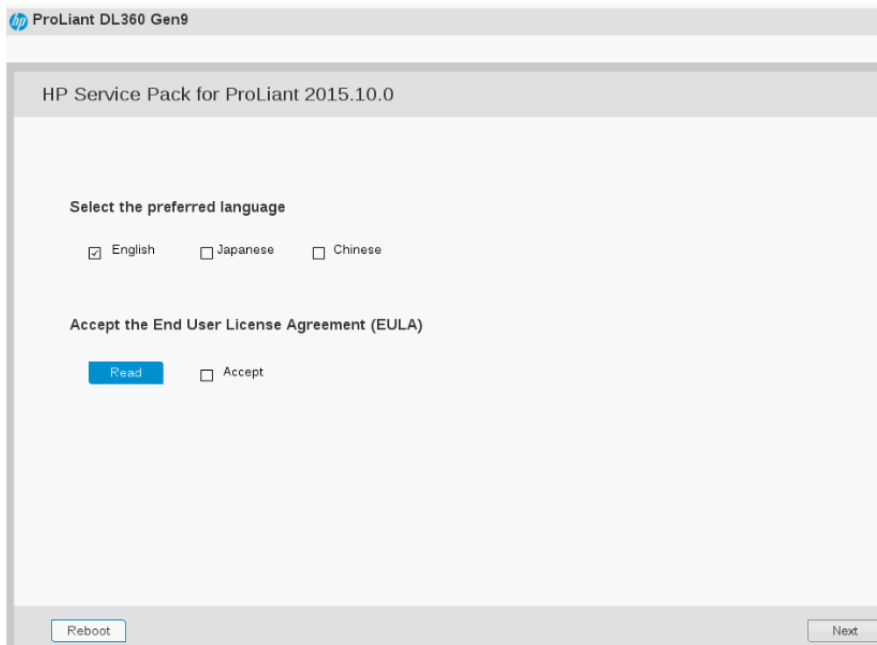 hp ProLiant DL360 Gen9
HP Service Pack for ProLiant 2015.10.0
Select the preferred language
English Japanese Chinese
Accept the End User License Agreement (EULA)
Read Accept
Reboot Next